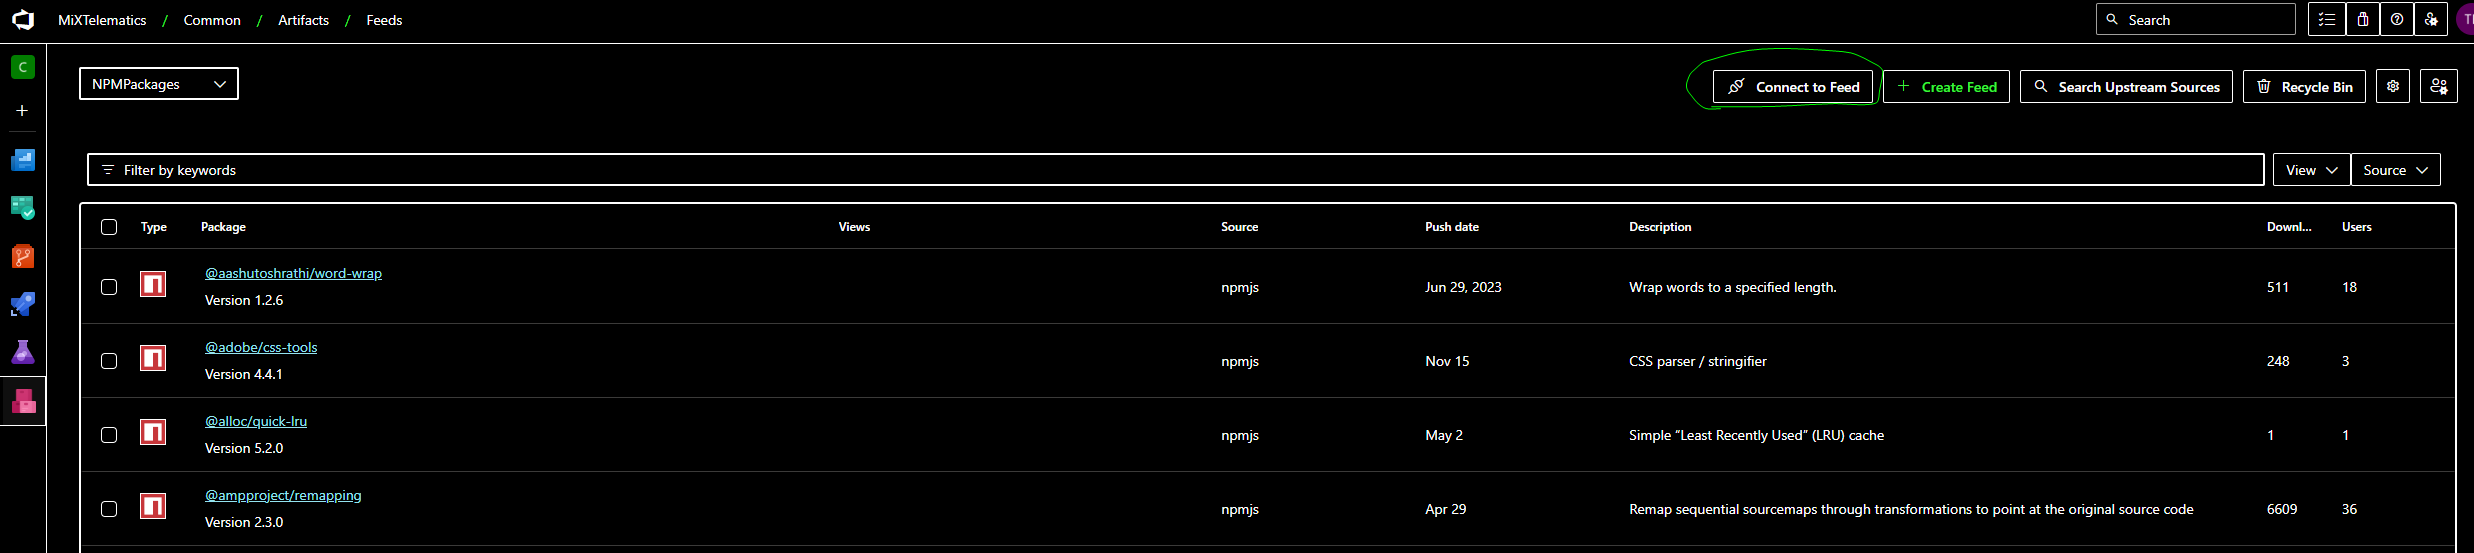 MiXTelematics / Common / Artifacts / Feeds
Search
C
NPMPackages
Connect to Feed
+ Create Feed
Search Upstream Sources
Recycle Bin
Filter by keywords
View
Source
Type Package Views Source Push date Description Downl... Users
@aashutoshrathi/word-wrap
Version 1.2.6
npmjs Jun 29, 2023 Wrap words to a specified length. 511 18
@adobe/css-tools
Version 4.4.1
npmjs Nov 15 CSS parser / stringifier 248 3
@alloc/quick-lru
Version 5.2.0
npmjs May 2 Simple “Least Recently Used” (LRU) cache 1 1
@ampproject/remapping
Version 2.3.0
npmjs Apr 29 Remap sequential sourcemaps through transformations to point at the original source code 6609 36